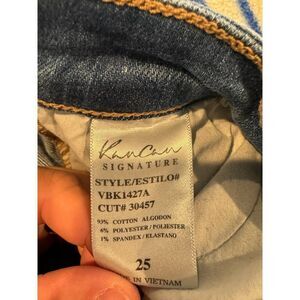 KanCan
SIGNATURE
STYLE/ESTILO#
VBK1427A
CUT# 30457
93% COTTON ALGODON
6% POLYESTER / POLIESTER
1% SPANDEX / ELASTANO
25
IN VIETNAM